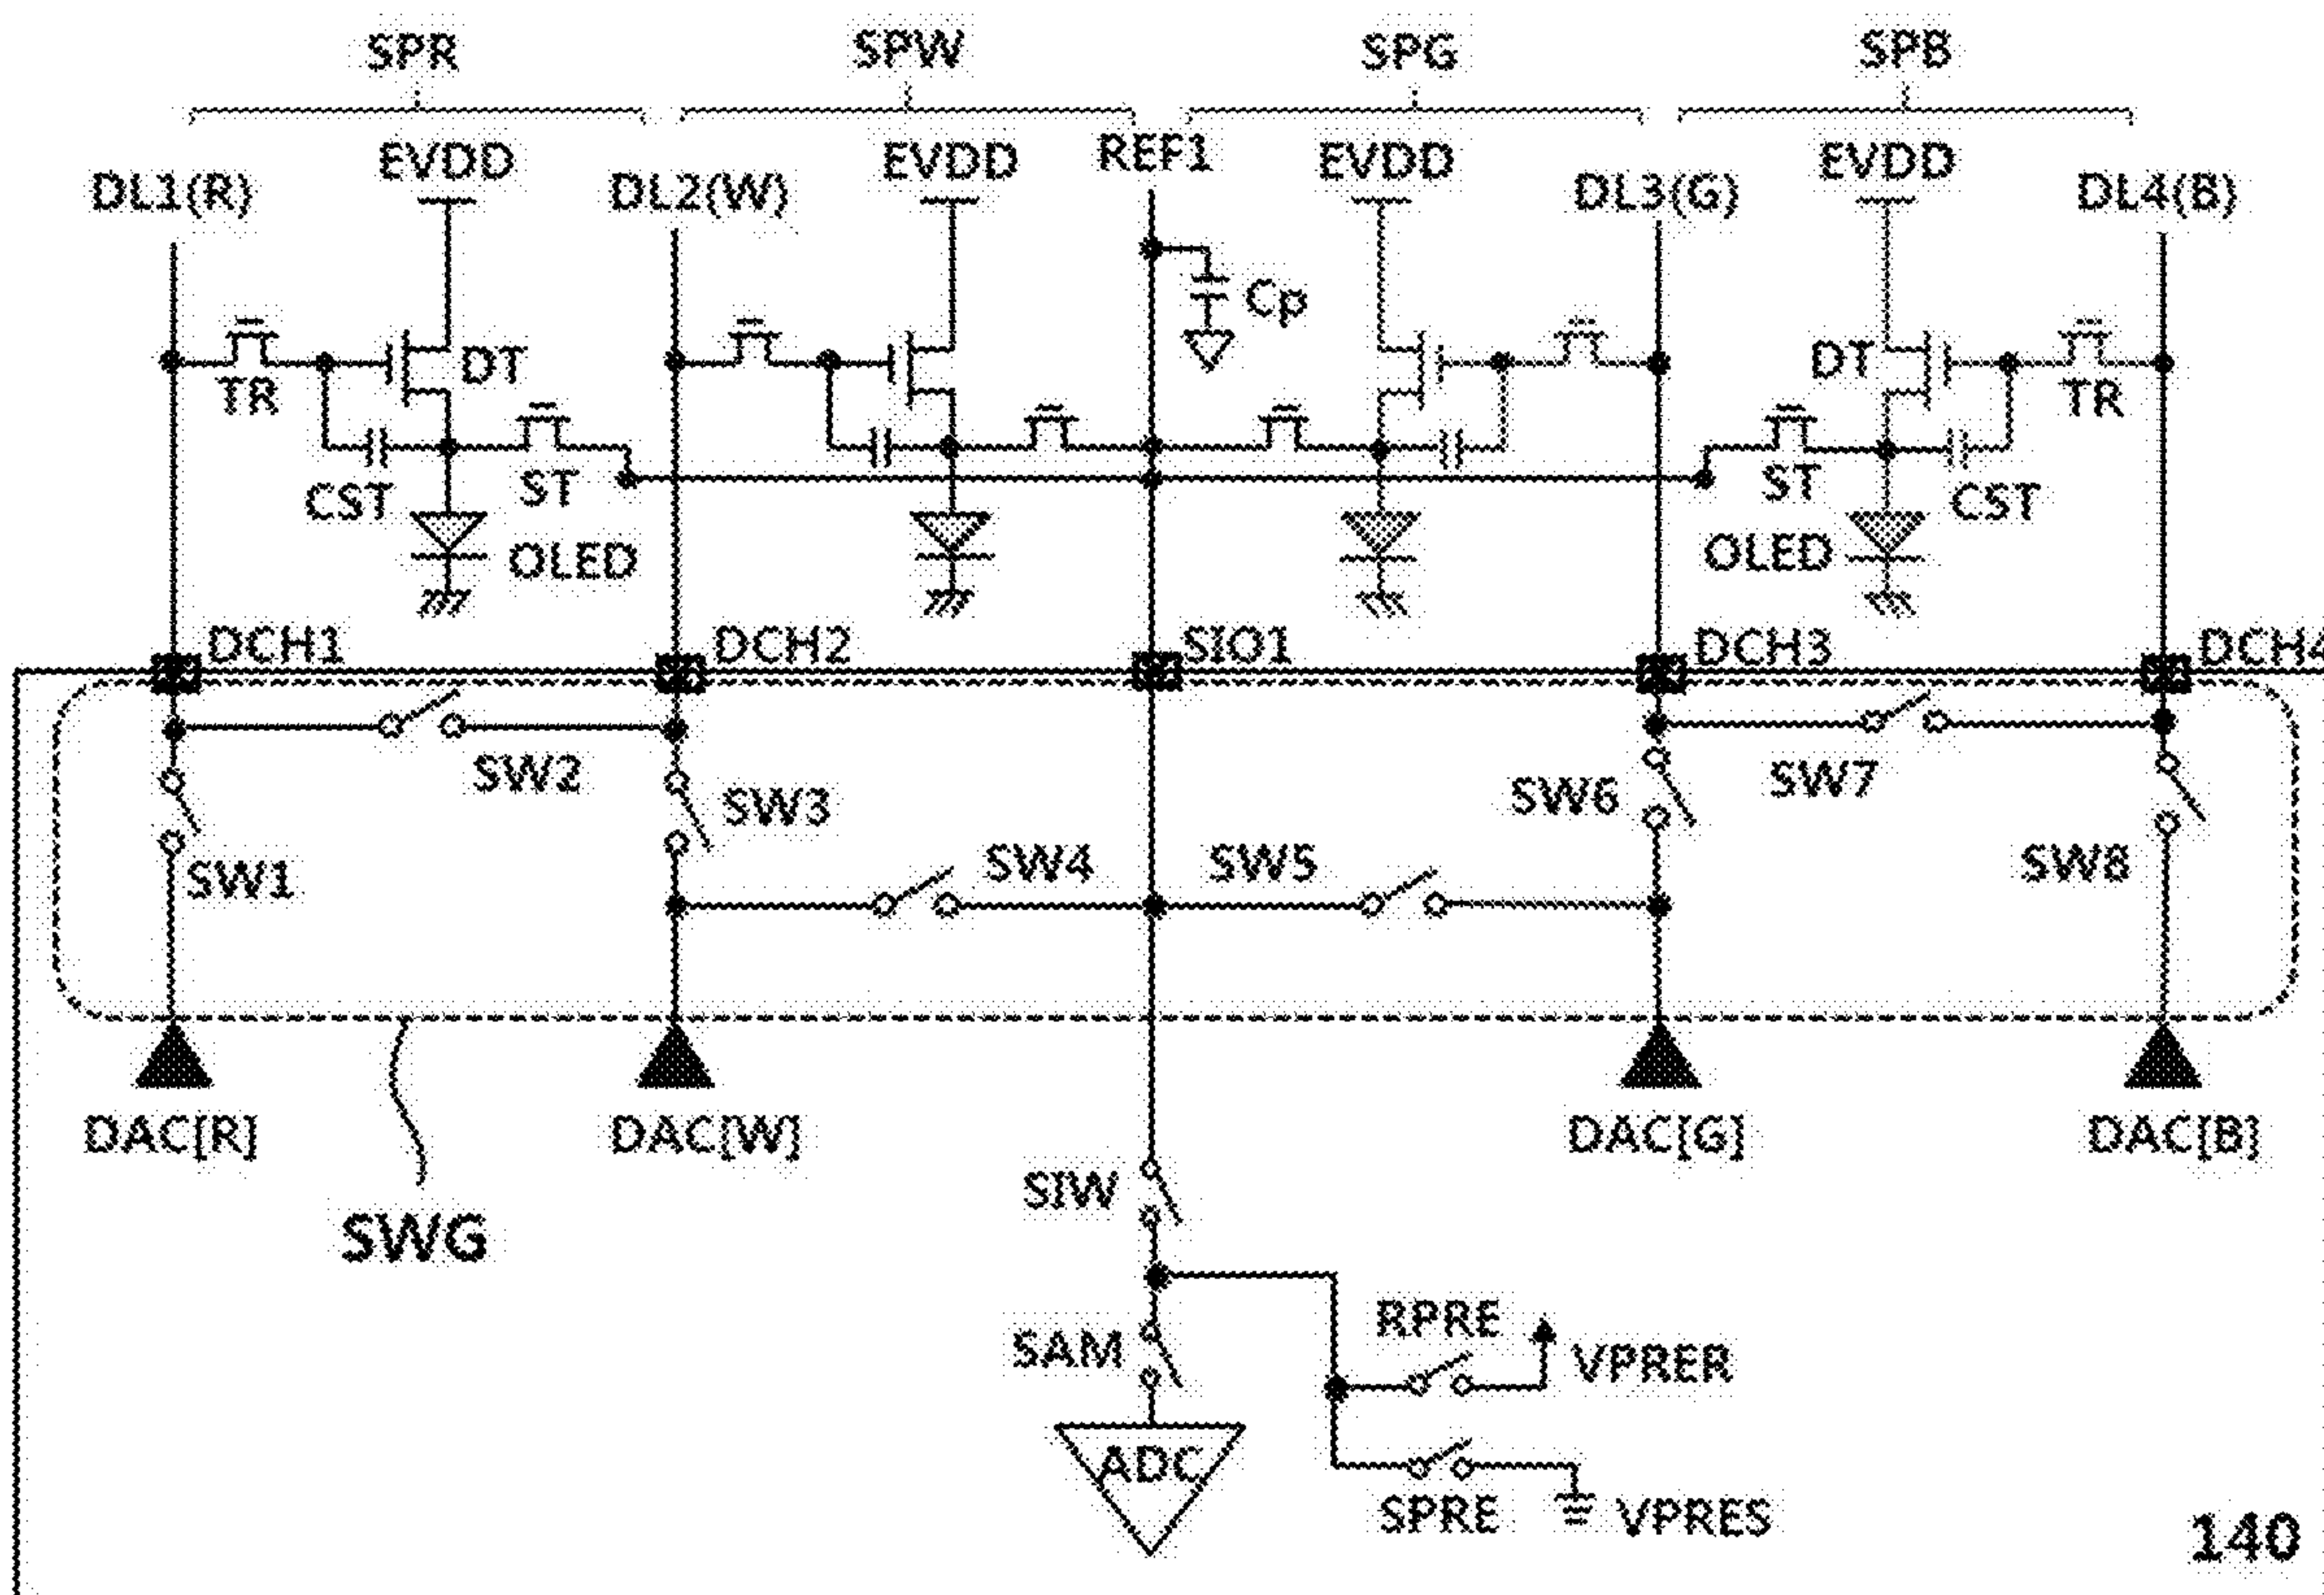 SPR SPW SPG SPB
EVDD EVDD REF1 EVDD EVDD
DL1(R) DL2(W) DL3(G) DL4(B)
Cp
TR DT DT TR
CST ST ST CST
OLED OLED
DCH1 DCH2 SIO1 DCH3 DCH4
SW2 SW3 SW6 SW7
SW1 SW4 SW5 SW8
DAC[R] DAC[W] DAC[G] DAC[B]
SWG SIW
SAM RPRE VPRER
ADC
SPRE VPRES
140